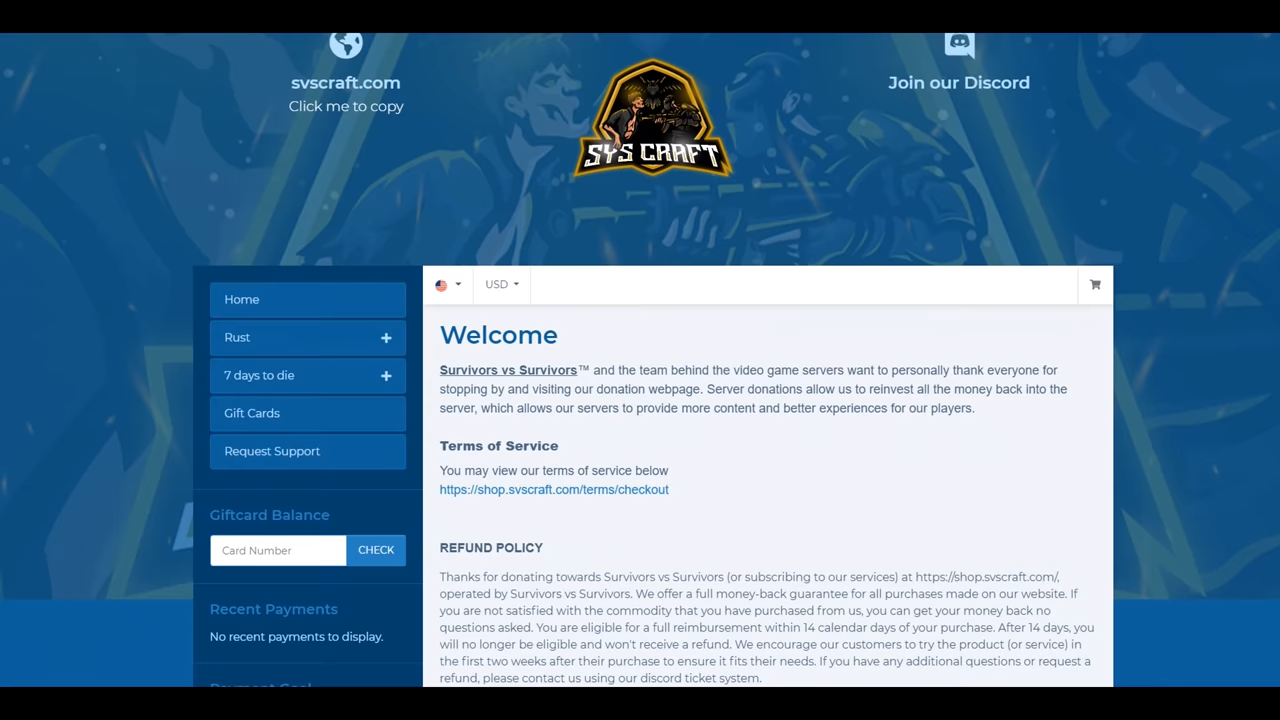 svscraft.com
Click me to copy
Join our Discord
SVS CRAFT
Home
Rust
7 days to die
Gift Cards
Request Support
Giftcard Balance
Card Number
CHECK
Recent Payments
No recent payments to display.
USD
Welcome
Survivors vs Survivors™ and the team behind the video game servers want to personally thank everyone for
stopping by and visiting our donation webpage. Server donations allow us to reinvest all the money back into the
server, which allows our servers to provide more content and better experiences for our players.
Terms of Service
You may view our terms of service below
https://shop.svscraft.com/terms/checkout
REFUND POLICY
Thanks for donating towards Survivors vs Survivors (or subscribing to our services) at https://shop.svscraft.com/,
operated by Survivors vs Survivors. We offer a full money-back guarantee for all purchases made on our website. If
you are not satisfied with the commodity that you have purchased from us, you can get your money back no
questions asked. You are eligible for a full reimbursement within 14 calendar days of your purchase. After 14 days, you
will no longer be eligible and won't receive a refund. We encourage our customers to try the product (or service) in
the first two weeks after their purchase to ensure it fits their needs. If you have any additional questions or request a
refund, please contact us using our discord ticket system.